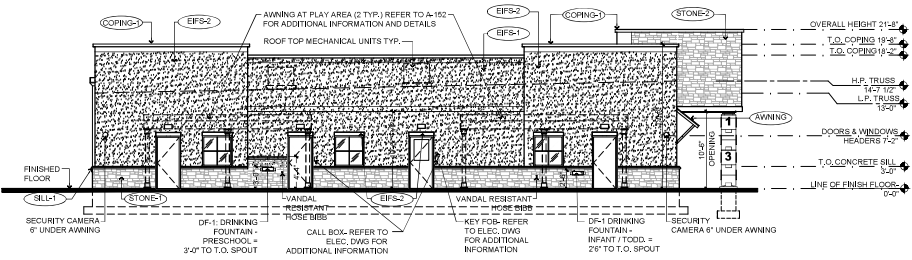 COPING-1
EIFS-2
AWNING AT PLAY AREA (2 TYP.) REFER TO A-152
FOR ADDITIONAL INFORMATION AND DETAILS
ROOF TOP MECHANICAL UNITS TYP.
EIFS-2
EIFS-1
COPING-1
STONE-2
OVERALL HEIGHT 21'-8"
T.O. COPING 19'-8"
T.O. COPING 18'-2"
H.P. TRUSS
14'-7 1/2"
L.P. TRUSS
13'-0"
AWNING
10'-6"
OPENING
1
3
DOORS & WINDOWS
HEADERS 7'-2"
T.O. CONCRETE SILL
3'-0"
LINE OF FINISH FLOOR
0'-0"
FINISHED
FLOOR
SILL-1
STONE-1
EIFS-2
SECURITY CAMERA
6" UNDER AWNING
DF-1: DRINKING
FOUNTAIN -
PRESCHOOL =
3'-0" TO T.O. SPOUT
VANDAL
RESISTANT
HOSE BIBB
CALL BOX- REFER TO
ELEC. DWG FOR
ADDITIONAL INFORMATION
KEY FOB- REFER
TO ELEC. DWG
FOR ADDITIONAL
INFORMATION
VANDAL RESISTANT
HOSE BIBB
DF-1 DRINKING
FOUNTAIN -
INFANT / TODD. =
2'6" TO T.O. SPOUT
SECURITY
CAMERA 6" UNDER AWNING